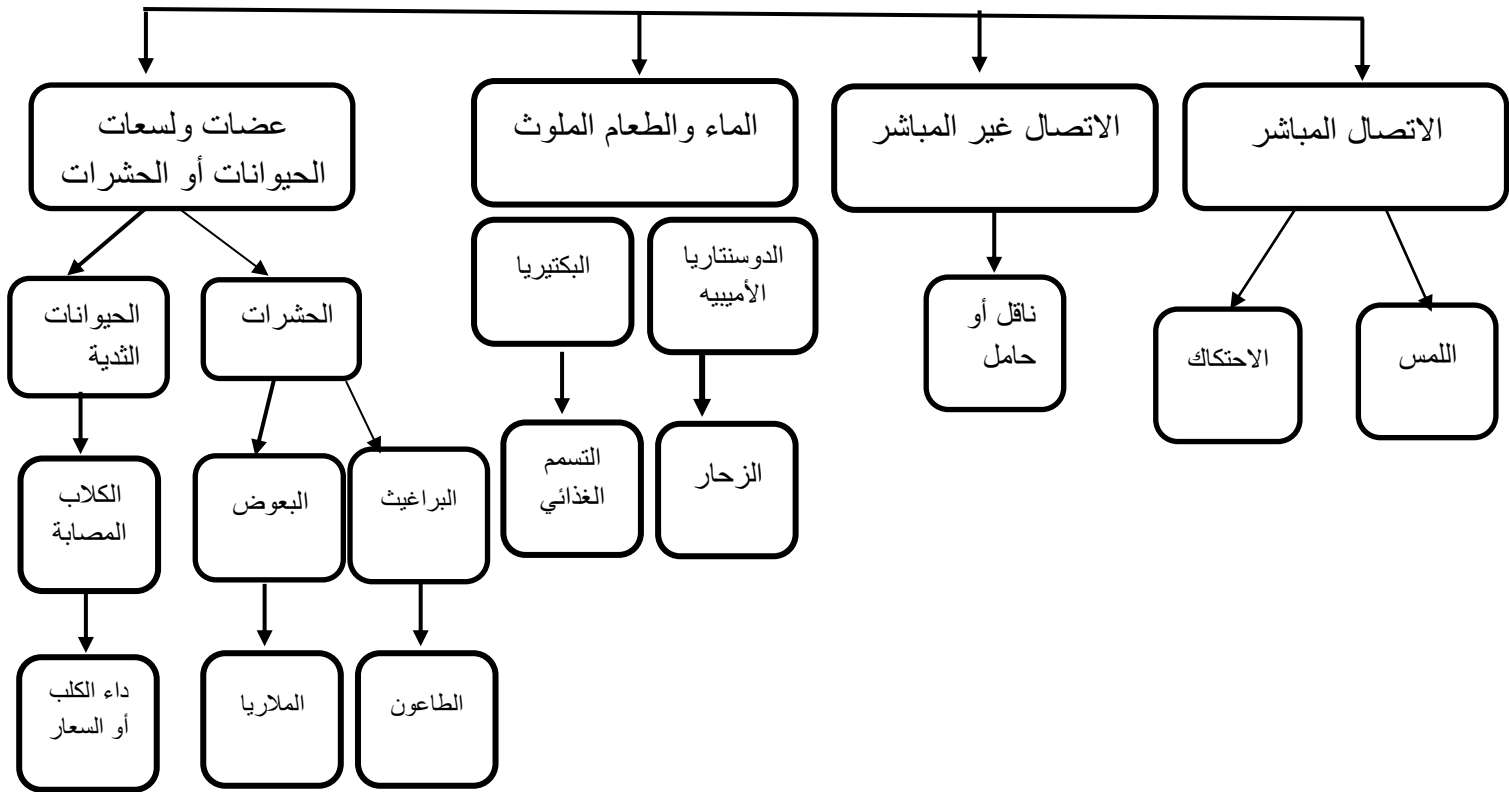 الاتصال المباشر
الاتصال غير المباشر
الماء والطعام الملوث
عضات ولسعات
الحيوانات أو الحشرات
اللمس
الاحتكاك
ناقل أو
حامل
الدوسنتاريا
الأميبيه
البكتيريا
الحشرات
الحيوانات
الثدية
الزحار
التسمم
الغذائي
البراغيث
البعوض
الكلاب
المصابة
الطاعون
الملاريا
داء الكلب
أو السعار